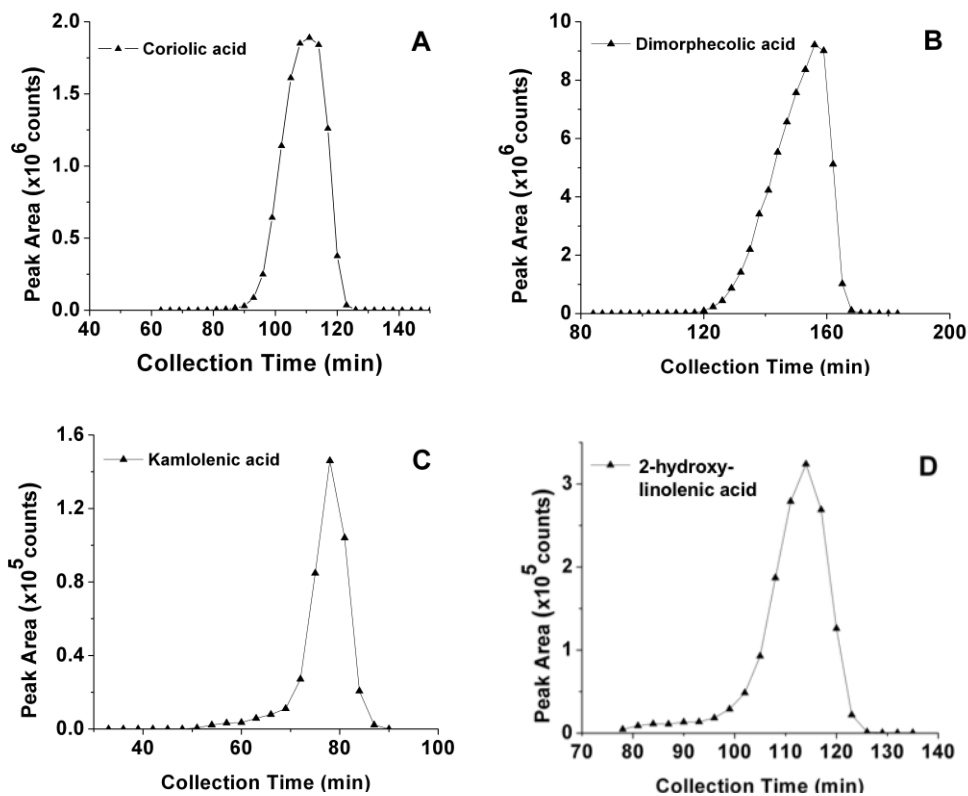 A
Coriolic acid
Peak Area (x10^6 counts)
2.0
1.5
1.0
0.5
0.0
40 60 80 100 120 140
Collection Time (min)
B
Dimorphecolic acid
Peak Area (x10^6 counts)
10
8
6
4
2
0
80 120 160 200
Collection Time (min)
C
Kamlolenic acid
Peak Area (x10^5 counts)
1.6
1.2
0.8
0.4
0.0
40 60 80 100
Collection Time (min)
D
2-hydroxy-
linolenic acid
Peak Area (x10^5 counts)
3
2
1
0
70 80 90 100 110 120 130 140
Collection Time (min)